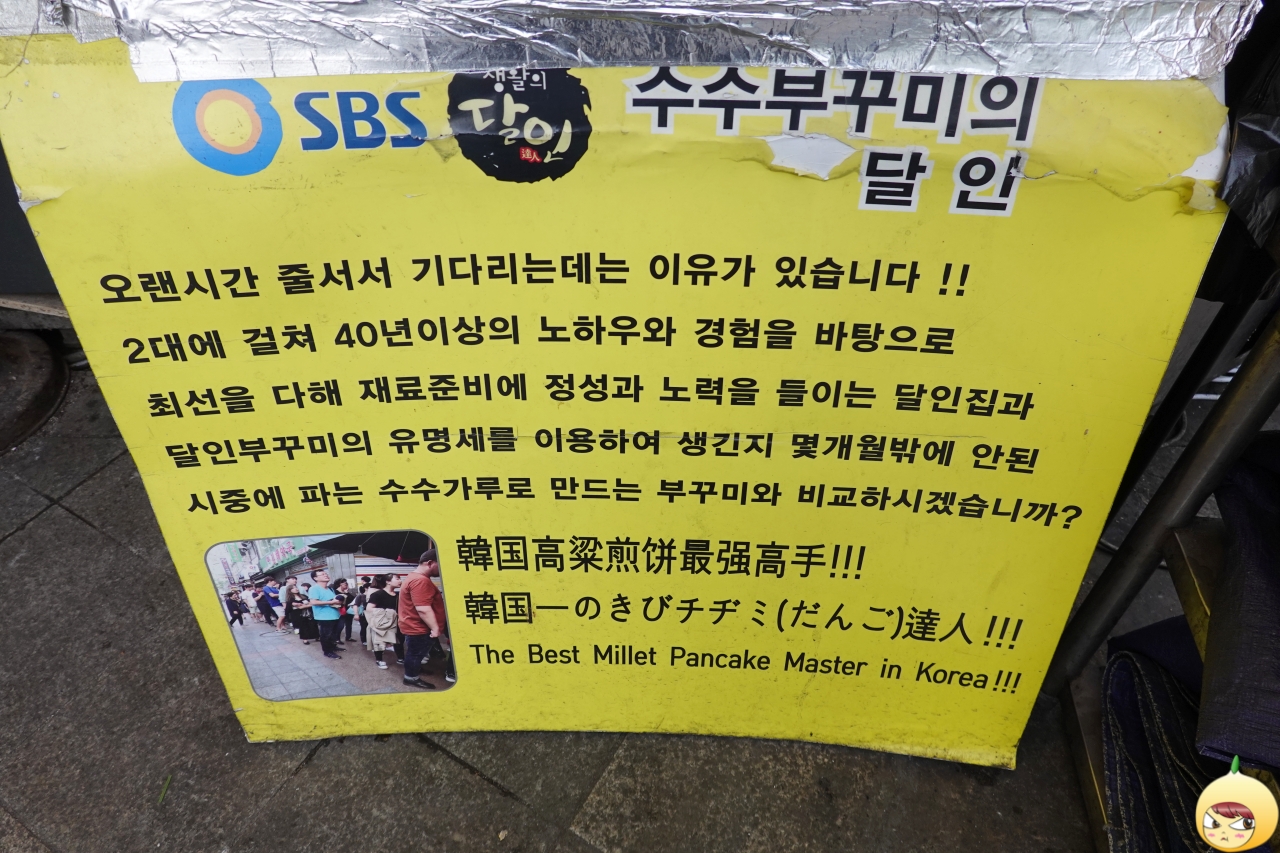 SBS
생활의
달인
達人
수수부꾸미의
달 인
오랜시간 줄서서 기다리는데는 이유가 있습니다 !!
2대에 걸쳐 40년이상의 노하우와 경험을 바탕으로
최선을 다해 재료준비에 정성과 노력을 들이는 달인집과
달인부꾸미의 유명세를 이용하여 생긴지 몇개월밖에 안된
시중에 파는 수수가루로 만드는 부꾸미와 비교하시겠습니까?
韓国高粱煎饼最强高手!!!
韓国一のきびチヂミ(だんご)達人 !!!
The Best Millet Pancake Master in Korea!!!